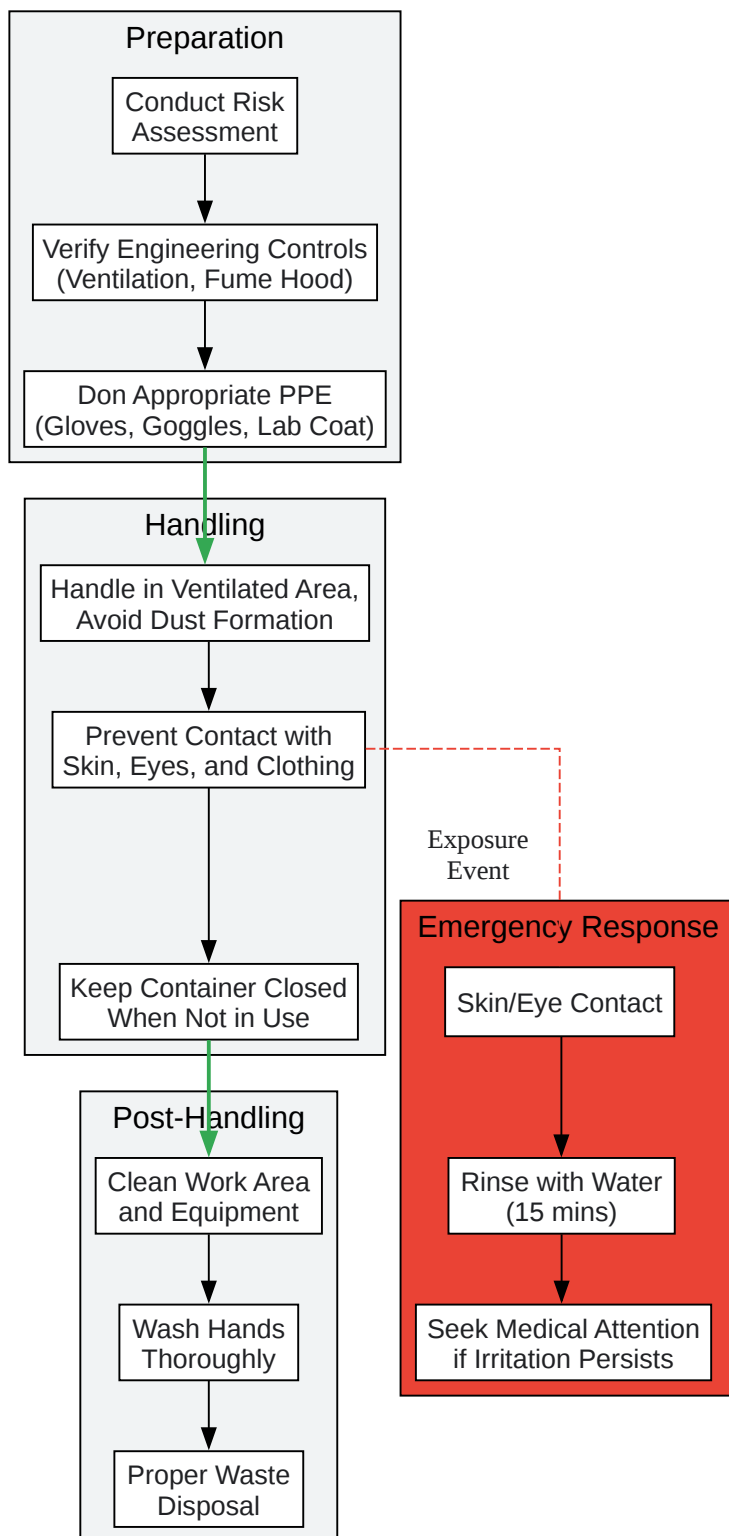 Preparation
Conduct Risk
Assessment
Verify Engineering Controls
(Ventilation, Fume Hood)
Don Appropriate PPE
(Gloves, Goggles, Lab Coat)
Handling
Handle in Ventilated Area,
Avoid Dust Formation
Prevent Contact with
Skin, Eyes, and Clothing
Exposure
Event
Keep Container Closed
When Not in Use
Emergency Response
Skin/Eye Contact
Rinse with Water
(15 mins)
Seek Medical Attention
if Irritation Persists
Post-Handling
Clean Work Area
and Equipment
Wash Hands
Thoroughly
Proper Waste
Disposal